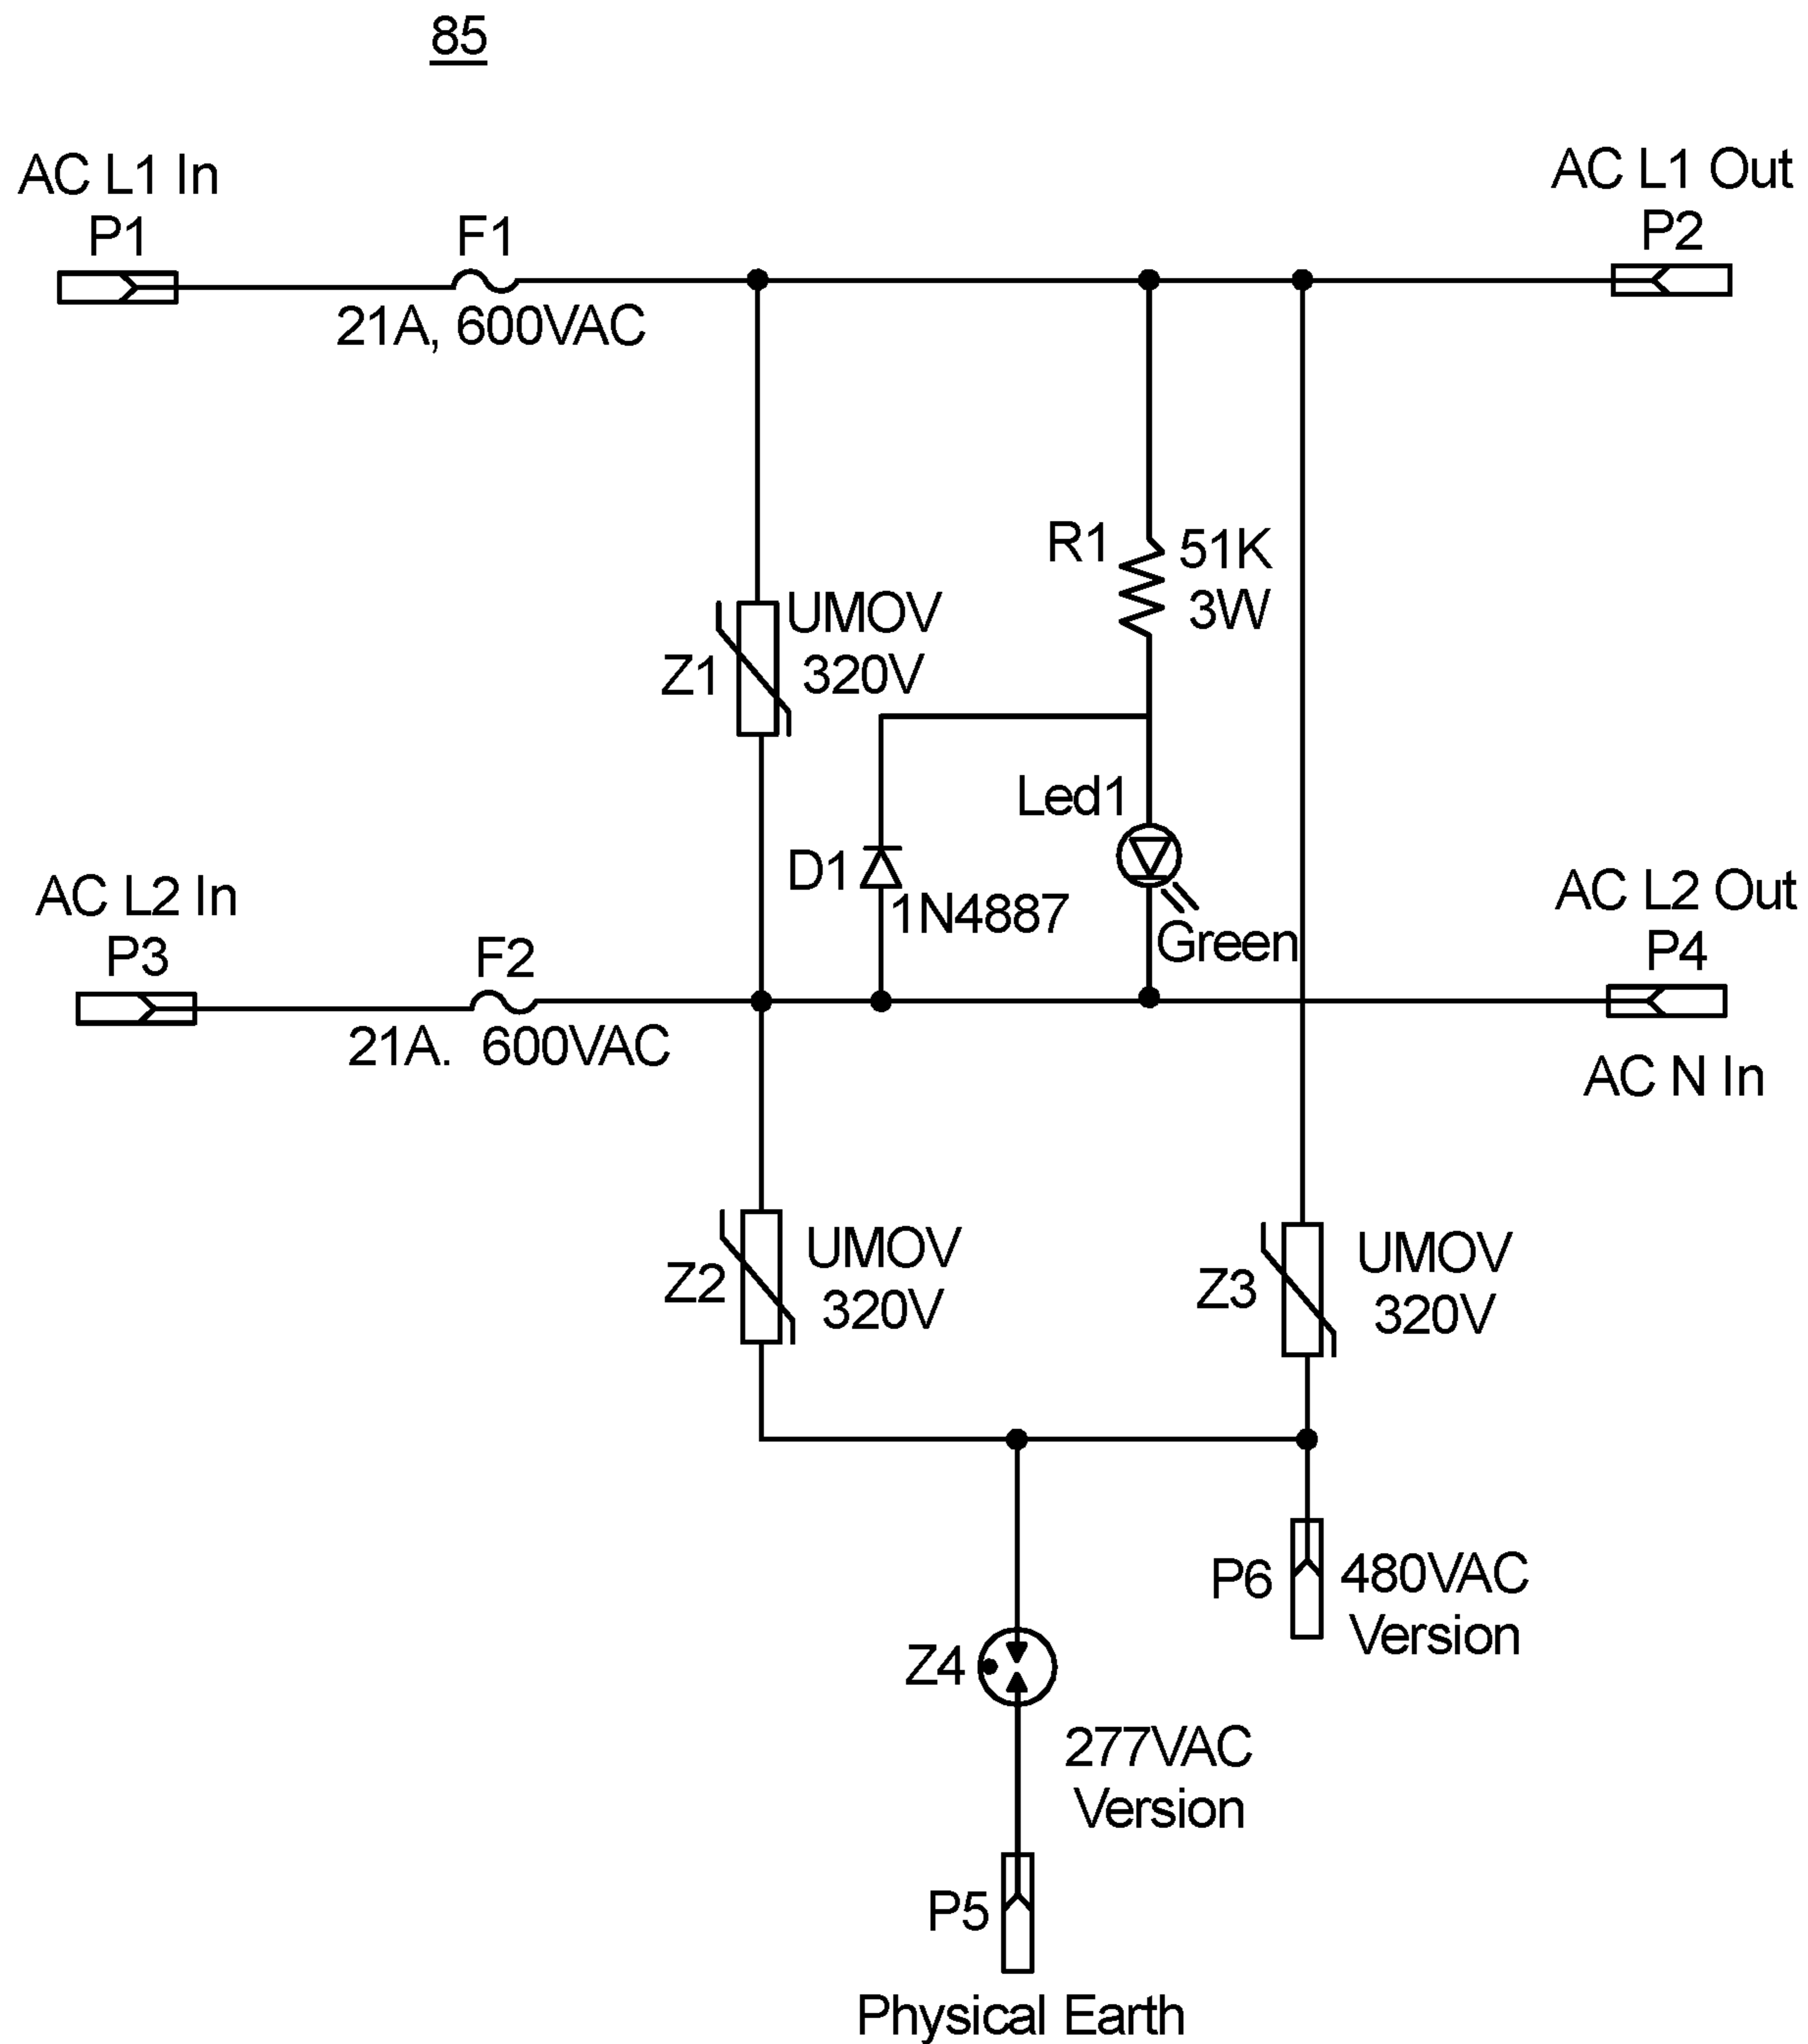 85
AC L1 In
P1
F1
21A, 600VAC
AC L1 Out
P2
R1
51K
3W
UMOV
320V
Z1
Led1
D1
1N4887
Green
AC L2 In
P3
F2
21A. 600VAC
AC L2 Out
P4
AC N In
Z2
UMOV
320V
Z3
UMOV
320V
P6
480VAC
Version
Z4
277VAC
Version
P5
Physical Earth